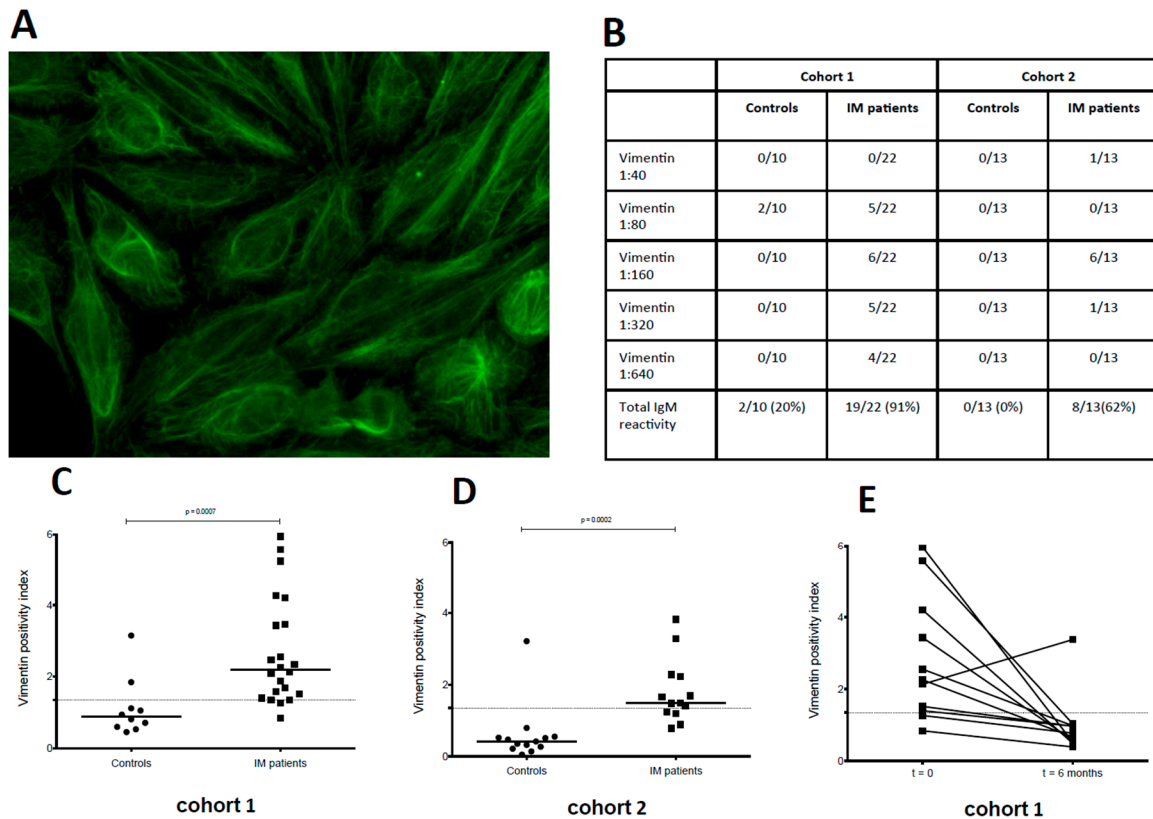 A
B
Cohort 1 Cohort 2
Controls IM patients Controls IM patients
Vimentin
1:40 0/10 0/22 0/13 1/13
Vimentin
1:80 2/10 5/22 0/13 0/13
Vimentin
1:160 0/10 6/22 0/13 6/13
Vimentin
1:320 0/10 5/22 0/13 1/13
Vimentin
1:640 0/10 4/22 0/13 0/13
Total IgM
reactivity 2/10 (20%) 19/22 (91%) 0/13 (0%) 8/13(62%)
C
p = 0.0007
Vimentin positivity index
6
4
2
0
Controls IM patients
cohort 1
D
p = 0.0002
Vimentin positivity index
6
4
2
0
Controls IM patients
cohort 2
E
Vimentin positivity index
6
4
2
0
t = 0 t = 6 months
cohort 1